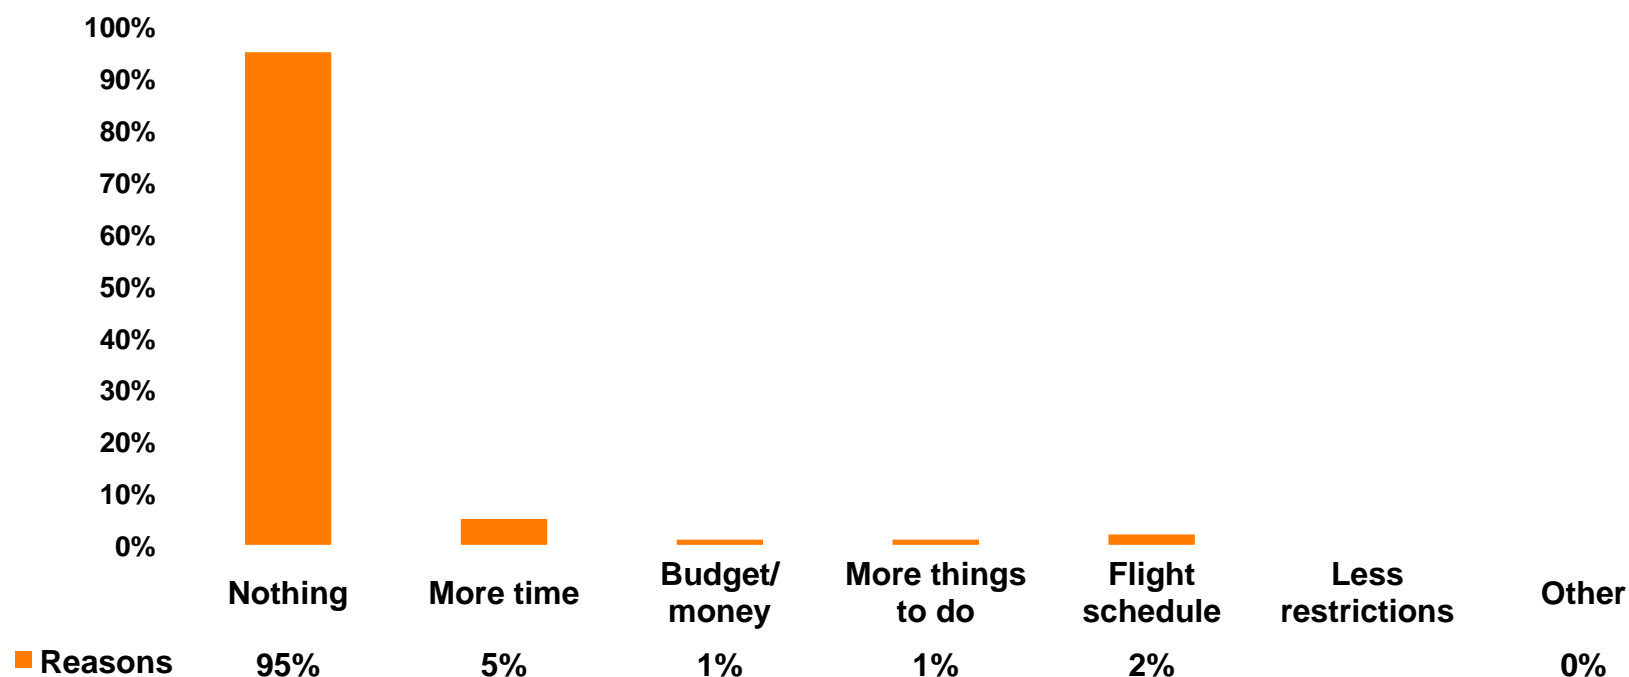 100%
90%
80%
70%
60%
50%
40%
30%
20%
10%
0%
Nothing
More time
Budget/
money
More things
to do
Flight
schedule
Less
restrictions
Other
Reasons 95% 5% 1% 1% 2% 0%